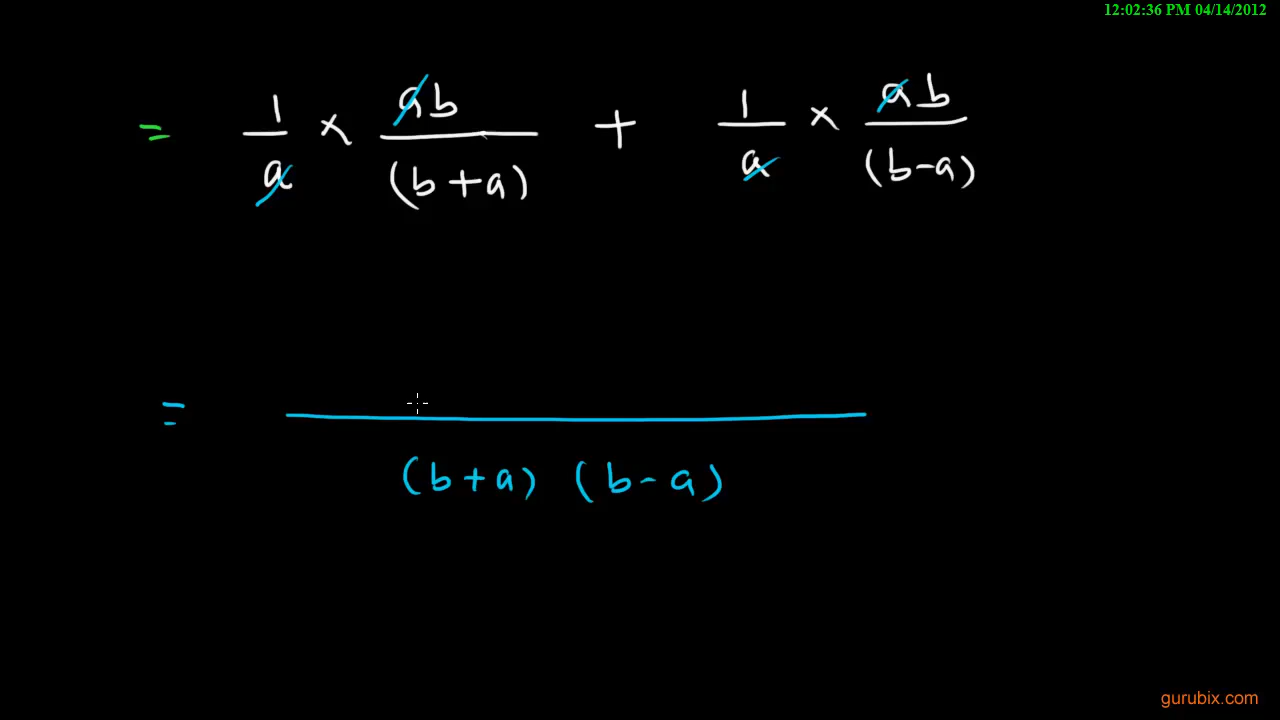 12:02:36 PM 04/14/2012
= 1/a × ab/(b+a) + 1/a × ab/(b-a)
= /(b+a) (b-a)
gurubix.com